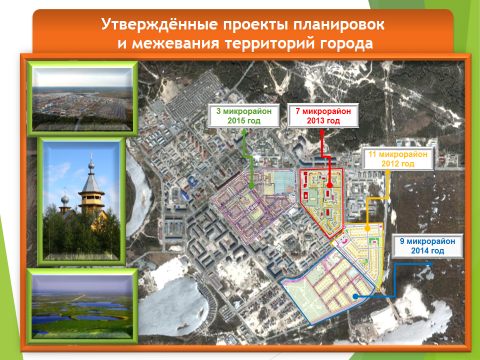 Утверждённые проекты планировок
и межевания территорий города
3 микрорайон
2015 год
7 микрорайон
2013 год
11 микрорайон
2012 год
9 микрорайон
2014 год